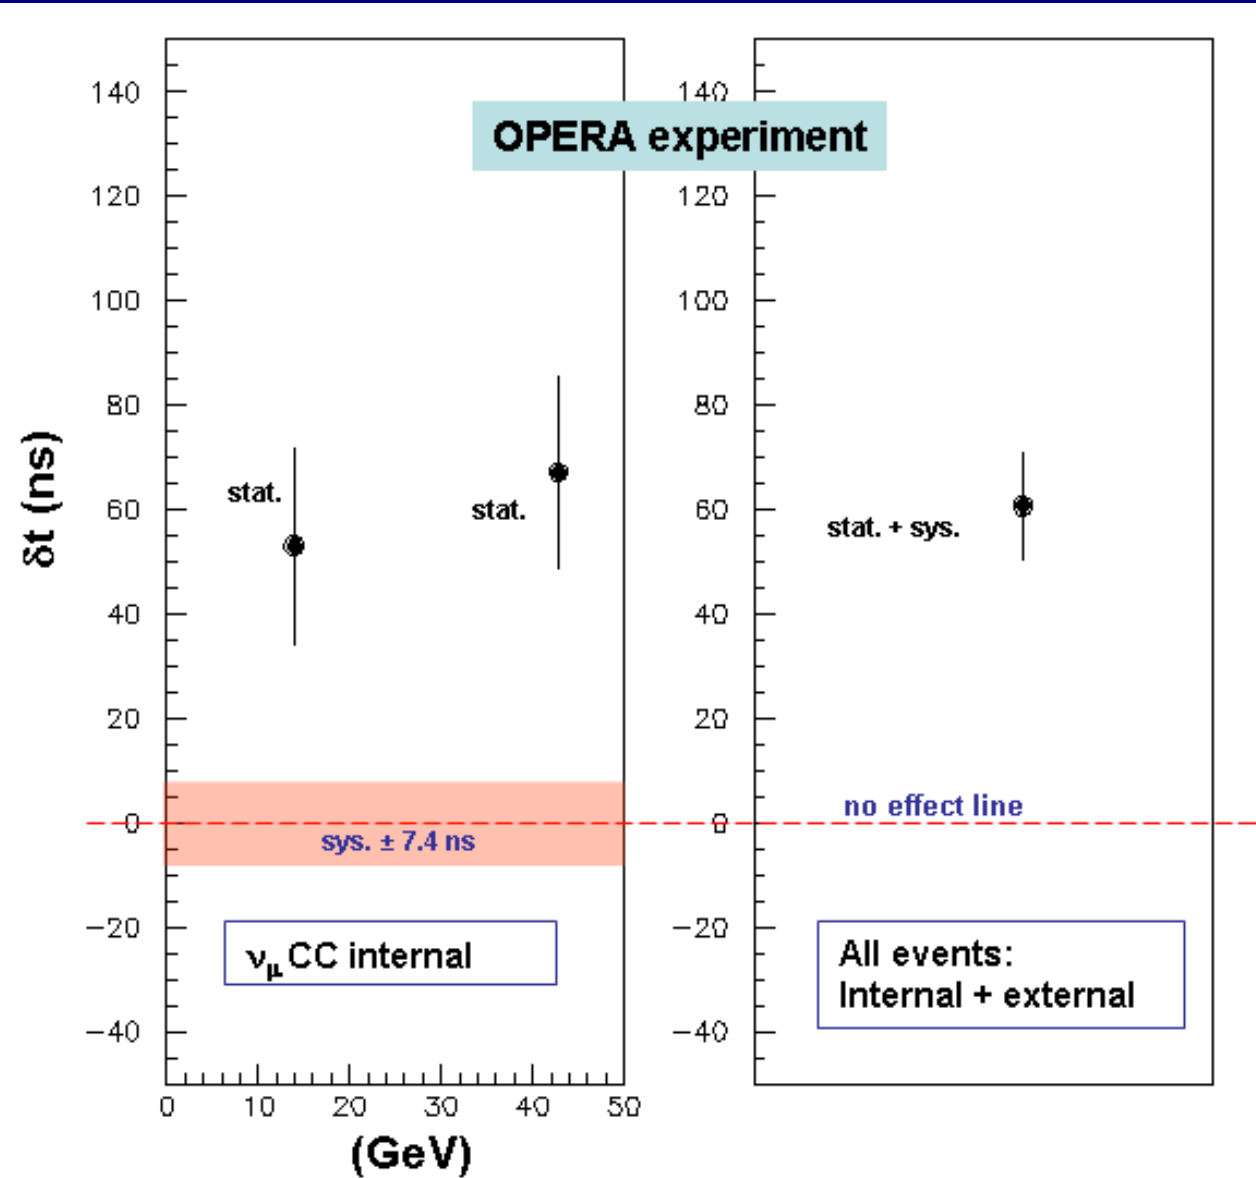 OPERA experiment
δt (ns)
140
120
100
80
60
40
20
0
−20
−40
stat.
stat.
sys. ± 7.4 ns
νμ CC internal
0 10 20 30 40 50
(GeV)
140
120
100
80
60
40
20
0
−20
−40
stat. + sys.
no effect line
All events:
Internal + external